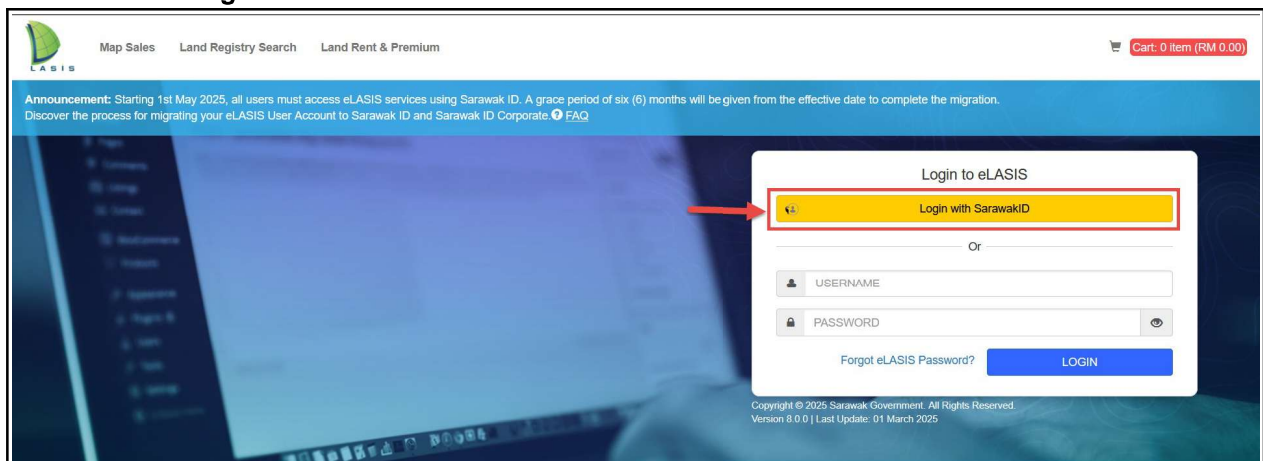 LASIS
Map Sales Land Registry Search Land Rent & Premium
Cart: 0 item (RM 0.00)
Announcement: Starting 1st May 2025, all users must access eLASIS services using Sarawak ID. A grace period of six (6) months will be given from the effective date to complete the migration.
Discover the process for migrating your eLASIS User Account to Sarawak ID and Sarawak ID Corporate. FAQ
Login to eLASIS
Login with SarawakID
Or
USERNAME
PASSWORD
Forgot eLASIS Password? LOGIN
Copyright © 2025 Sarawak Government. All Rights Reserved.
Version 8.0.0 | Last Update: 01 March 2025